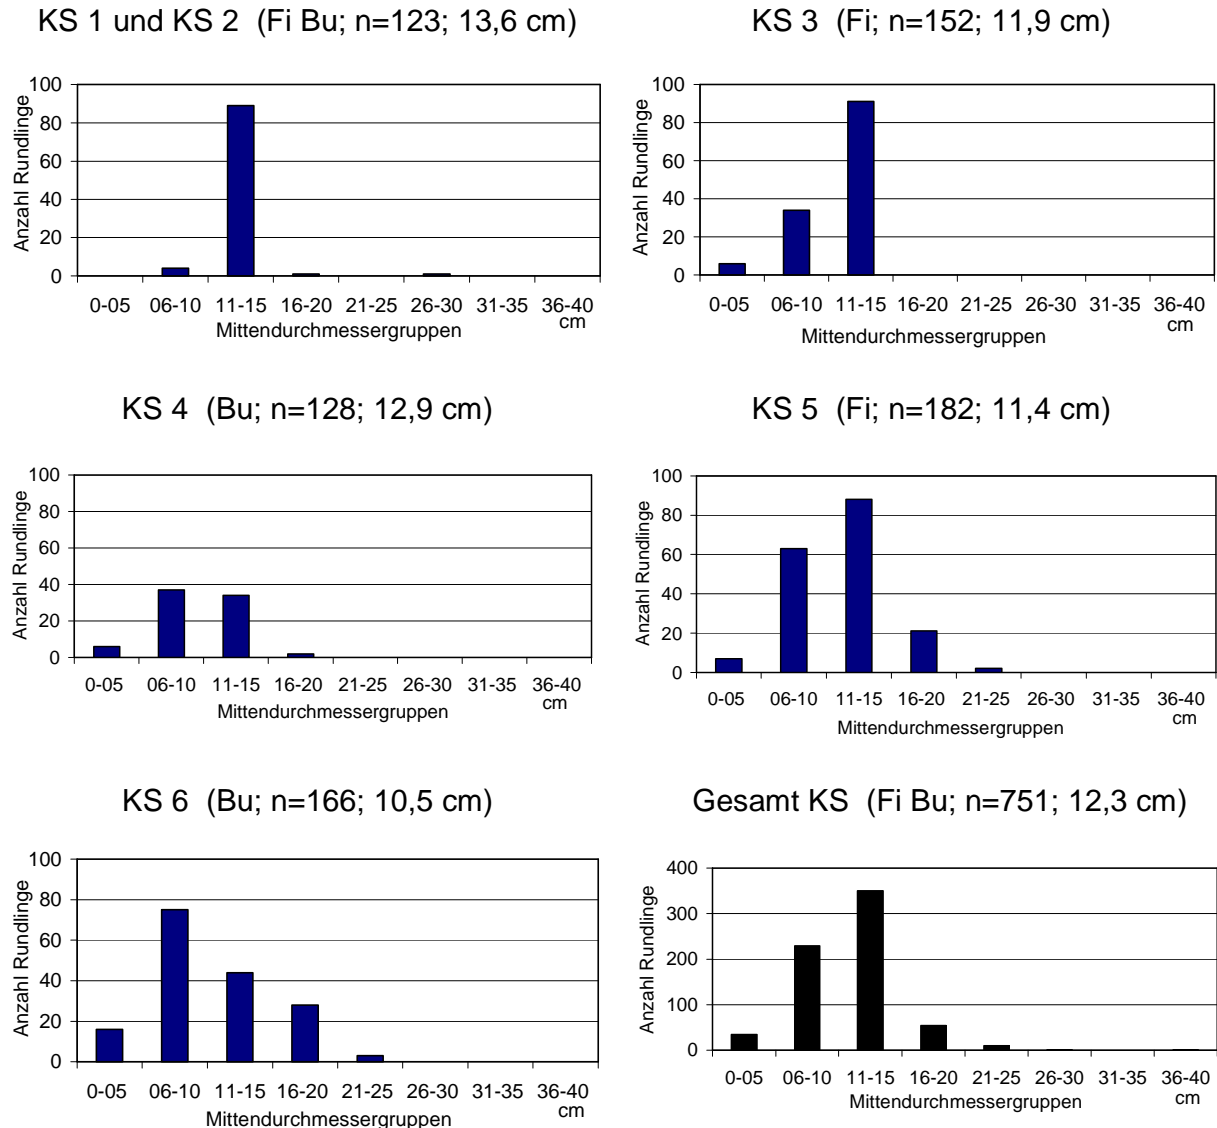 KS 1 und KS 2 (Fi Bu; n=123; 13,6 cm)
Anzahl Rundlinge
100
80
60
40
20
0
0-05 06-10 11-15 16-20 21-25 26-30 31-35 36-40
cm
Mittendurchmessergruppen
KS 3 (Fi; n=152; 11,9 cm)
Anzahl Rundlinge
100
80
60
40
20
0
0-05 06-10 11-15 16-20 21-25 26-30 31-35 36-40
cm
Mittendurchmessergruppen
KS 4 (Bu; n=128; 12,9 cm)
Anzahl Rundlinge
100
80
60
40
20
0
0-05 06-10 11-15 16-20 21-25 26-30 31-35 36-40
cm
Mittendurchmessergruppen
KS 5 (Fi; n=182; 11,4 cm)
Anzahl Rundlinge
100
80
60
40
20
0
0-05 06-10 11-15 16-20 21-25 26-30 31-35 36-40
cm
Mittendurchmessergruppen
KS 6 (Bu; n=166; 10,5 cm)
Anzahl Rundlinge
100
80
60
40
20
0
0-05 06-10 11-15 16-20 21-25 26-30 31-35 36-40
cm
Mittendurchmessergruppen
Gesamt KS (Fi Bu; n=751; 12,3 cm)
Anzahl Rundlinge
400
300
200
100
0
0-05 06-10 11-15 16-20 21-25 26-30 31-35 36-40
cm
Mittendurchmessergruppen